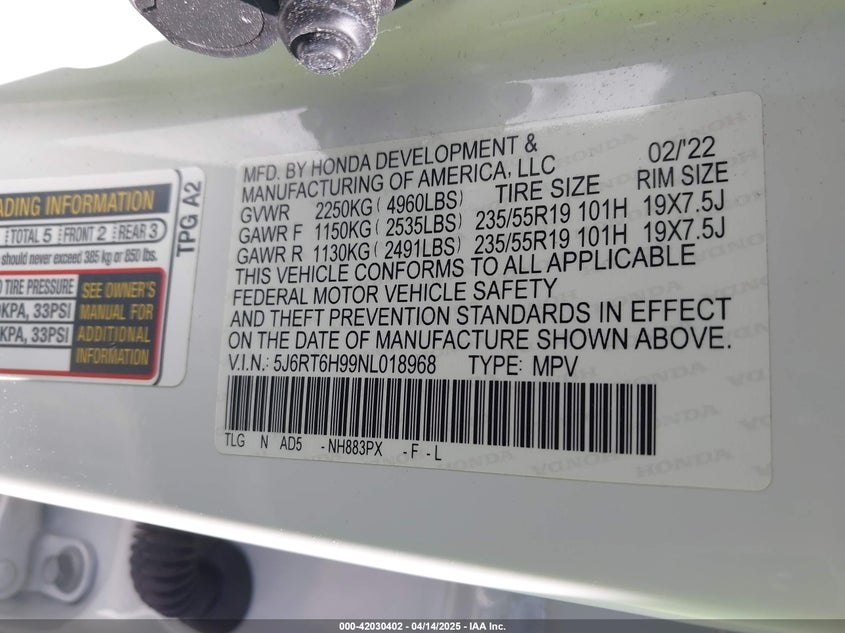 MFD. BY HONDA DEVELOPMENT & MANUFACTURING OF AMERICA, LLC 02/'22
TIRE SIZE RIM SIZE
GVWR 2250KG ( 4960LBS)
GAWR F 1150KG ( 2535LBS) 235/55R19 101H 19X7.5J
GAWR R 1130KG ( 2491LBS) 235/55R19 101H 19X7.5J
THIS VEHICLE CONFORMS TO ALL APPLICABLE
FEDERAL MOTOR VEHICLE SAFETY
AND THEFT PREVENTION STANDARDS IN EFFECT
ON THE DATE OF MANUFACTURE SHOWN ABOVE.
V.I.N.: 5J6RT6H99NL018968 TYPE: MPV
TLG N AD5 -NH883PX -F-L
ADING INFORMATION
TOTAL 5 FRONT 2 REAR 3
should never exceed 385 kg or 850 lbs.
TIRE PRESSURE
KPA, 33PSI
KPA, 33PSI
SEE OWNER'S
MANUAL FOR
ADDITIONAL
INFORMATION
TPG A2
000-42030402 - 04/14/2025 - IAA Inc.